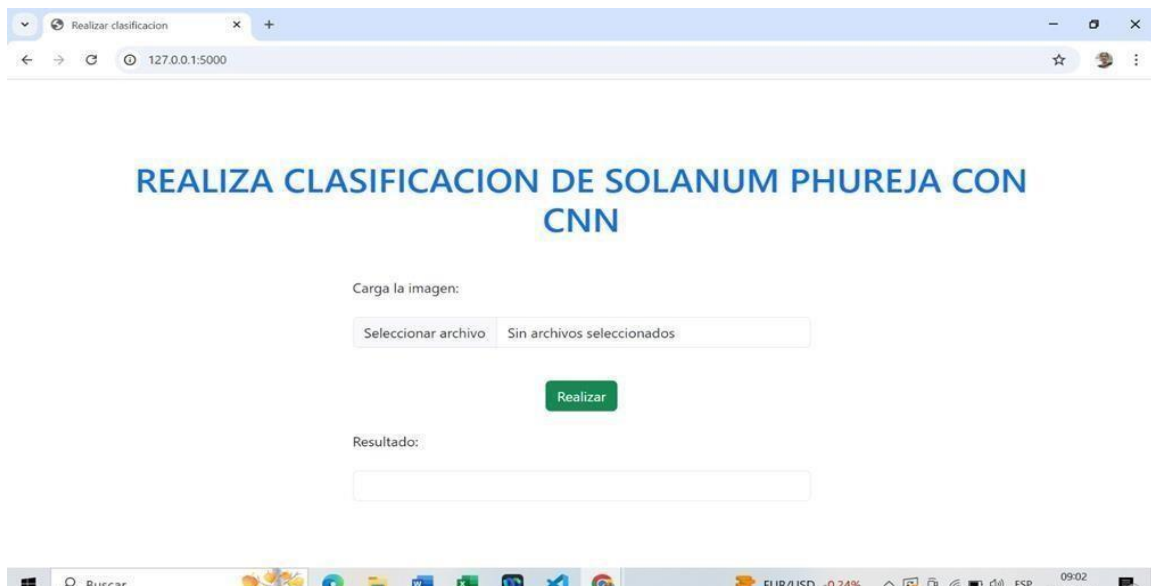 Realizar clasificacion
127.0.0.1:5000
REALIZA CLASIFICACION DE SOLANUM PHUREJA CON
CNN
Carga la imagen:
Seleccionar archivo Sin archivos seleccionados
Realizar
Resultado:
Buscar
EUR/USD -0.24% ESP 09:02